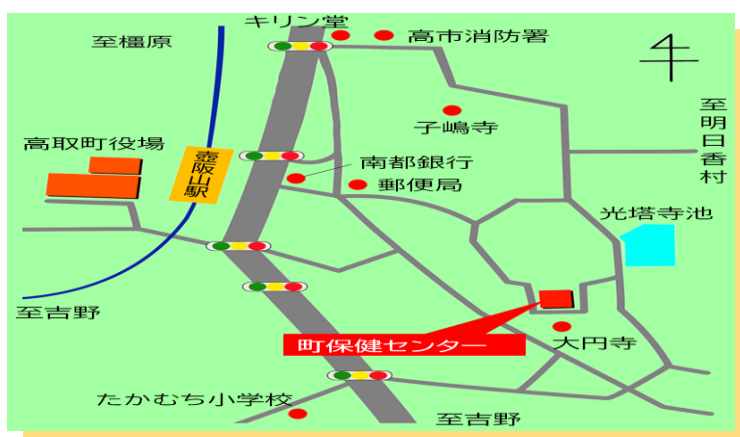 キリン堂
至橿原
高市消防署
至明日香村
子嶋寺
高取町役場
壺阪山駅
南都銀行
郵便局
光塔寺池
至吉野
町保健センター
大円寺
たかむち小学校
至吉野